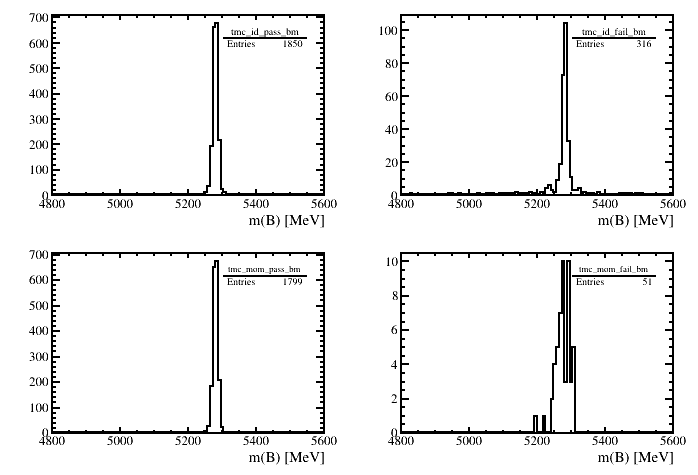 700
600
500
400
300
200
100
0
tmc_id_pass_bm
Entries 1850
4800 5000 5200 5400 5600
m(B) [MeV]
100
80
60
40
20
0
tmc_id_fail_bm
Entries 316
4800 5000 5200 5400 5600
m(B) [MeV]
700
600
500
400
300
200
100
0
tmc_mom_pass_bm
Entries 1799
4800 5000 5200 5400 5600
m(B) [MeV]
10
8
6
4
2
0
tmc_mom_fail_bm
Entries 51
4800 5000 5200 5400 5600
m(B) [MeV]